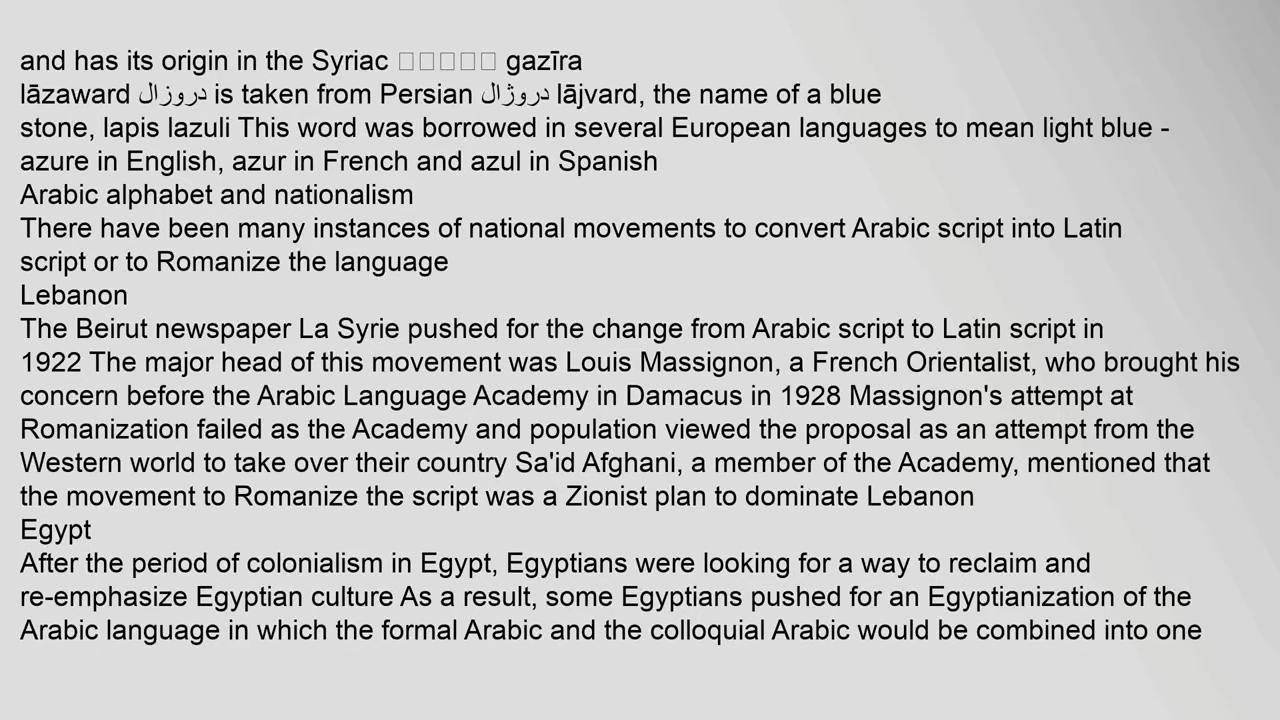 and has its origin in the Syriac gazīra
lāzaward دروزال is taken from Persian دروژال lājvard, the name of a blue
stone, lapis lazuli This word was borrowed in several European languages to mean light blue -
azure in English, azur in French and azul in Spanish
Arabic alphabet and nationalism
There have been many instances of national movements to convert Arabic script into Latin
script or to Romanize the language
Lebanon
The Beirut newspaper La Syrie pushed for the change from Arabic script to Latin script in
1922 The major head of this movement was Louis Massignon, a French Orientalist, who brought his
concern before the Arabic Language Academy in Damacus in 1928 Massignon's attempt at
Romanization failed as the Academy and population viewed the proposal as an attempt from the
Western world to take over their country Sa'id Afghani, a member of the Academy, mentioned that
the movement to Romanize the script was a Zionist plan to dominate Lebanon
Egypt
After the period of colonialism in Egypt, Egyptians were looking for a way to reclaim and
re-emphasize Egyptian culture As a result, some Egyptians pushed for an Egyptianization of the
Arabic language in which the formal Arabic and the colloquial Arabic would be combined into one